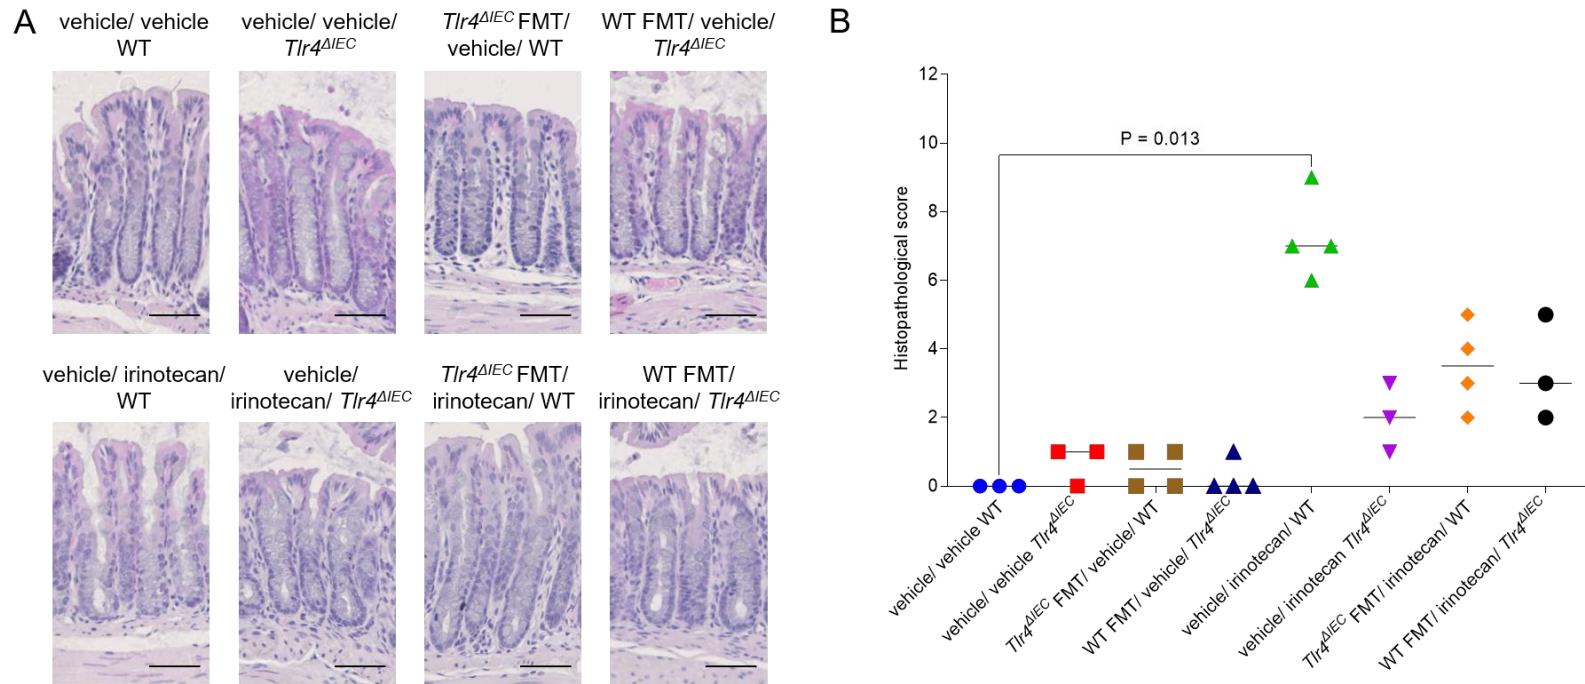 A
vehicle/ vehicle
WT
vehicle/ vehicle/
Tlr4ΔIEC
Tlr4ΔIEC FMT/
vehicle/ WT
WT FMT/ vehicle/
Tlr4ΔIEC
vehicle/ irinotecan/
WT
vehicle/
irinotecan/ Tlr4ΔIEC
Tlr4ΔIEC FMT/
irinotecan/ WT
WT FMT/
irinotecan/ Tlr4ΔIEC
B
P = 0.013
Histopathological score
12
10
8
6
4
2
0
vehicle/ vehicle WT
vehicle/ vehicle Tlr4ΔIEC
Tlr4ΔIEC FMT/ vehicle/ WT
WT FMT/ vehicle/ Tlr4ΔIEC
vehicle/ irinotecan/ WT
vehicle/ irinotecan Tlr4ΔIEC
Tlr4ΔIEC FMT/ irinotecan/ WT
WT FMT/ irinotecan/ Tlr4ΔIEC